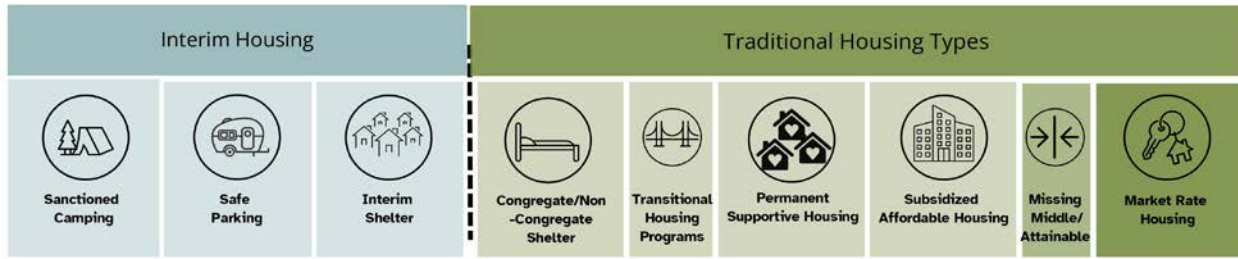 Interim Housing
Traditional Housing Types
Sanctioned
Camping
Safe
Parking
Interim
Shelter
Congregate/Non
-Congregate
Shelter
Transitional
Housing
Programs
Permanent
Supportive Housing
Subsidized
Affordable Housing
Missing
Middle/
Attainable
Market Rate
Housing